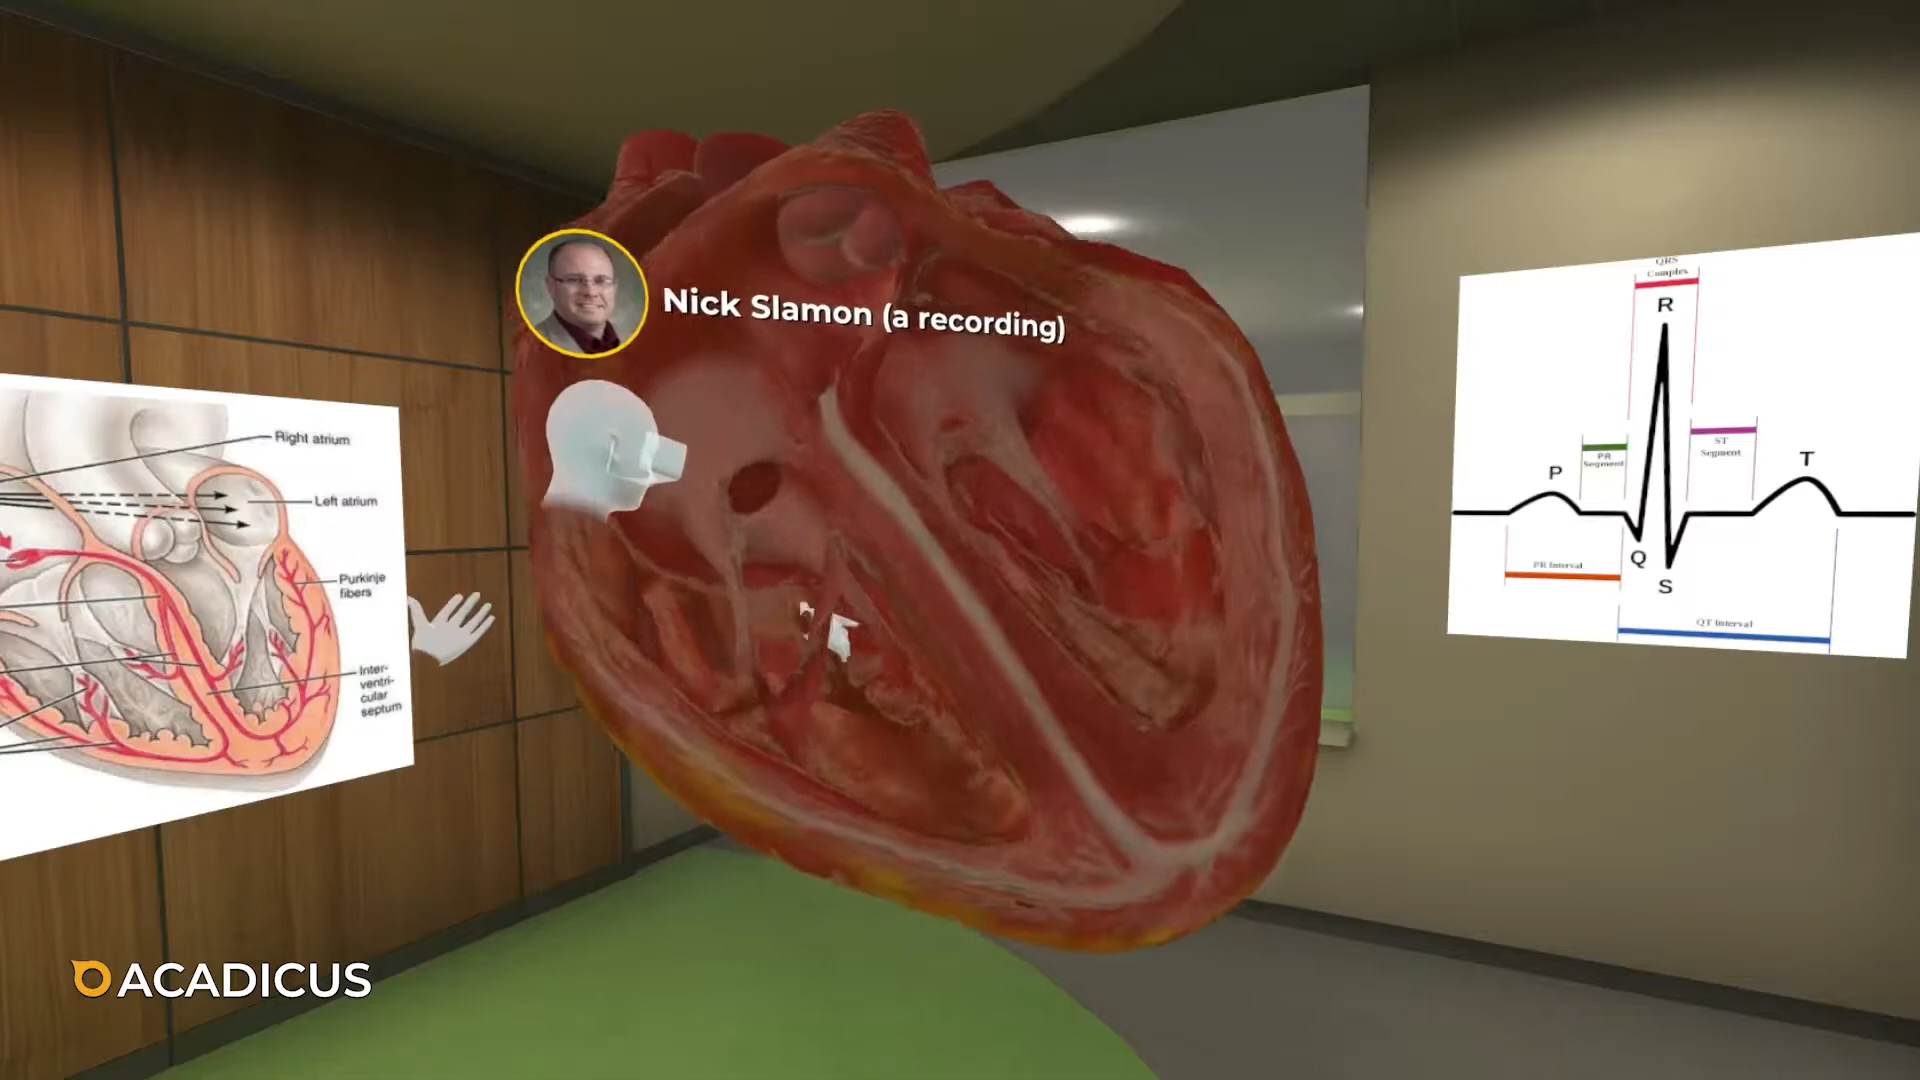 Nick Slamon (a recording)
Right atrium
Left atrium
Purkinje
fibers
Inter-
ventri-
cular
septum
QRS
Complex
R
P
PR
Segment
ST
Segment
T
Q
S
PR Interval
QT Interval
ACADICUS